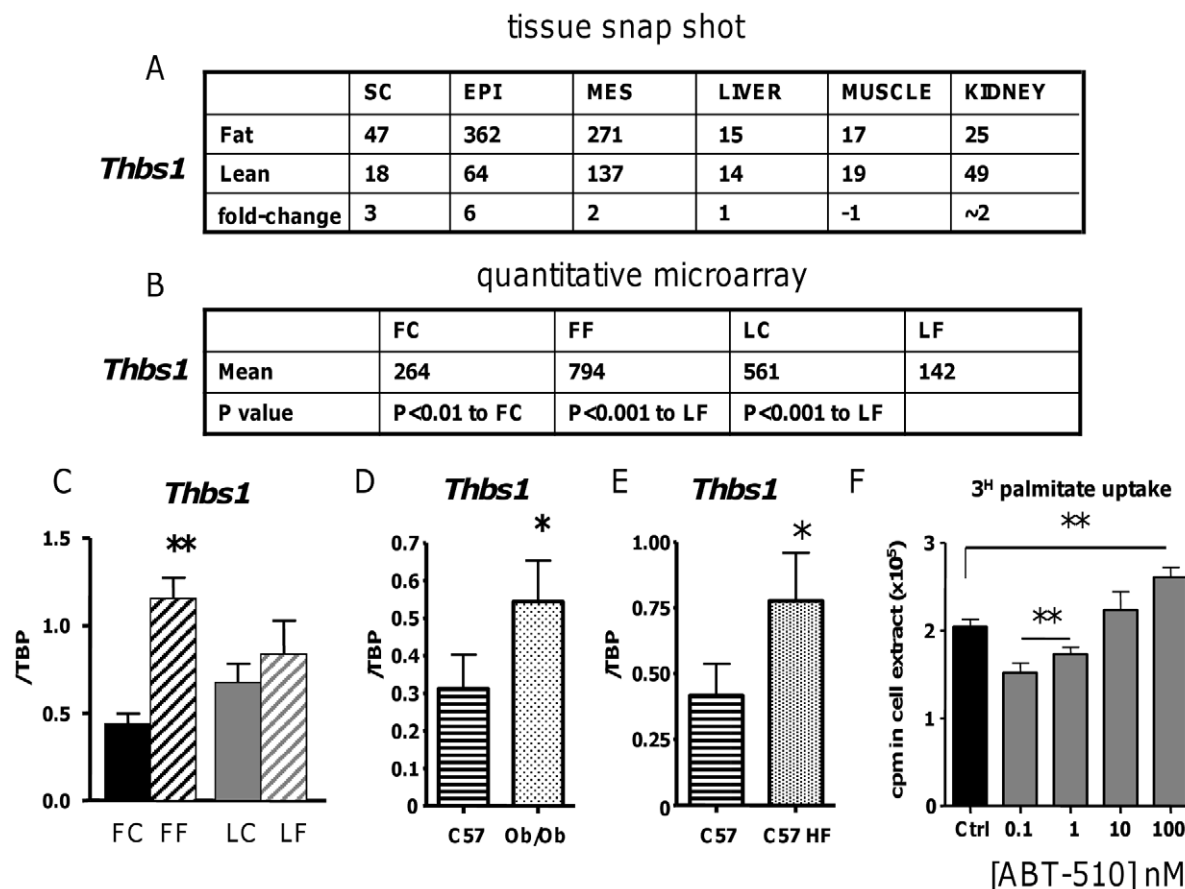 tissue snap shot
A
SC EPI MES LIVER MUSCLE KIDNEY
Fat 47 362 271 15 17 25
Thbs1 Lean 18 64 137 14 19 49
fold-change 3 6 2 1 -1 ~2
quantitative microarray
B
FC FF LC LF
Thbs1 Mean 264 794 561 142
P value P<0.01 to FC P<0.001 to LF P<0.001 to LF
C Thbs1
/TBP
1.5
1.0
0.5
0.0
**
FC FF LC LF
D Thbs1
/TBP
0.7
0.6
0.5
0.4
0.3
0.2
0.1
0
*
C57 Ob/Ob
E Thbs1
/TBP
1.00
0.75
0.50
0.25
0
*
C57 C57 HF
F 3H palmitate uptake
cpm in cell extract (x10⁵)
3
2
1
0
**
**
Ctrl 0.1 1 10 100
[ABT-510] nM